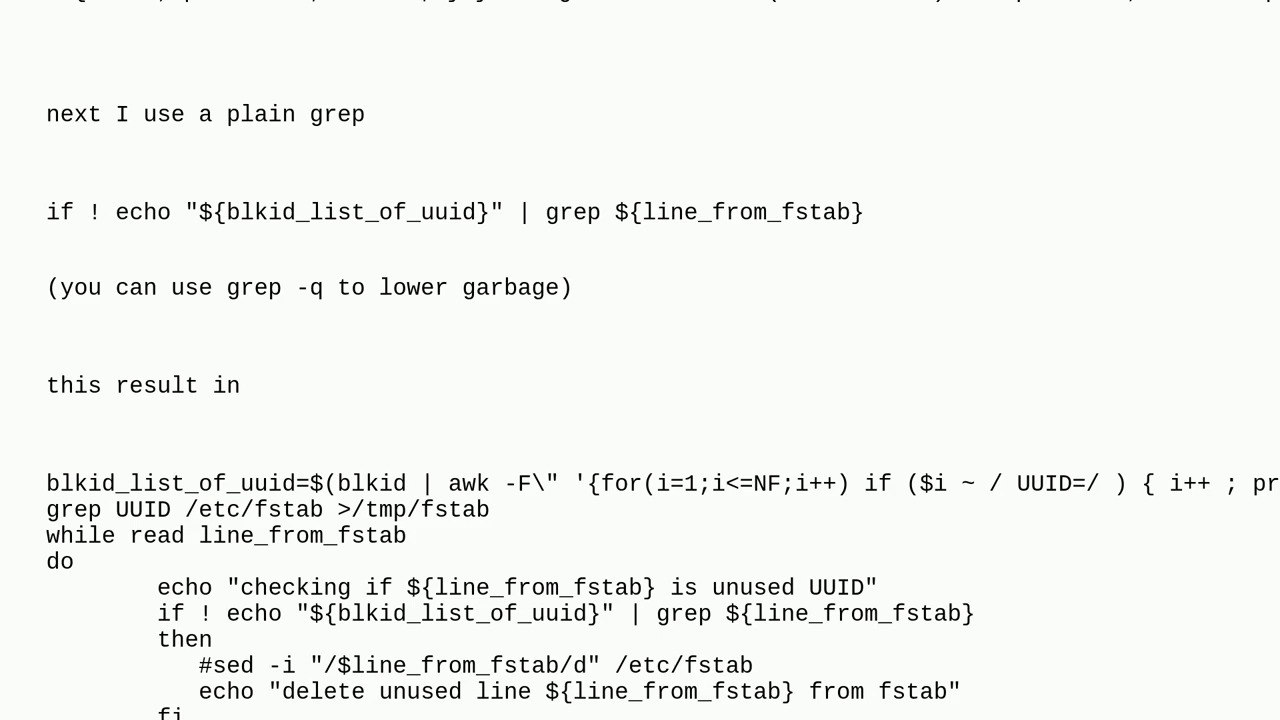 next I use a plain grep
if ! echo "${blkid_list_of_uuid}" | grep ${line_from_fstab}
(you can use grep -q to lower garbage)
this result in
blkid_list_of_uuid=$(blkid | awk -F\" '{for(i=1;i<=NF;i++) if ($i ~ / UUID=/ ) { i++ ; pr
grep UUID /etc/fstab >/tmp/fstab
while read line_from_fstab
do
        echo "checking if ${line_from_fstab} is unused UUID"
        if ! echo "${blkid_list_of_uuid}" | grep ${line_from_fstab}
        then
           #sed -i "/$line_from_fstab/d" /etc/fstab
           echo "delete unused line ${line_from_fstab} from fstab"
        fi